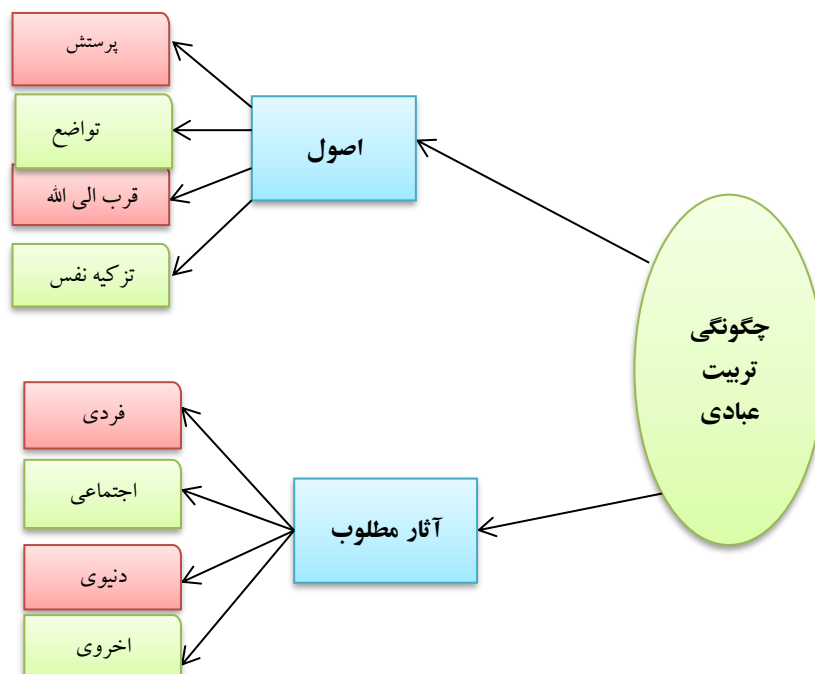 چگونگی
تربیت
عبادی
اصول
پرستش
تواضع
قرب الی الله
تزکیه نفس
آثار مطلوب
فردی
اجتماعی
دنیوی
اخروی